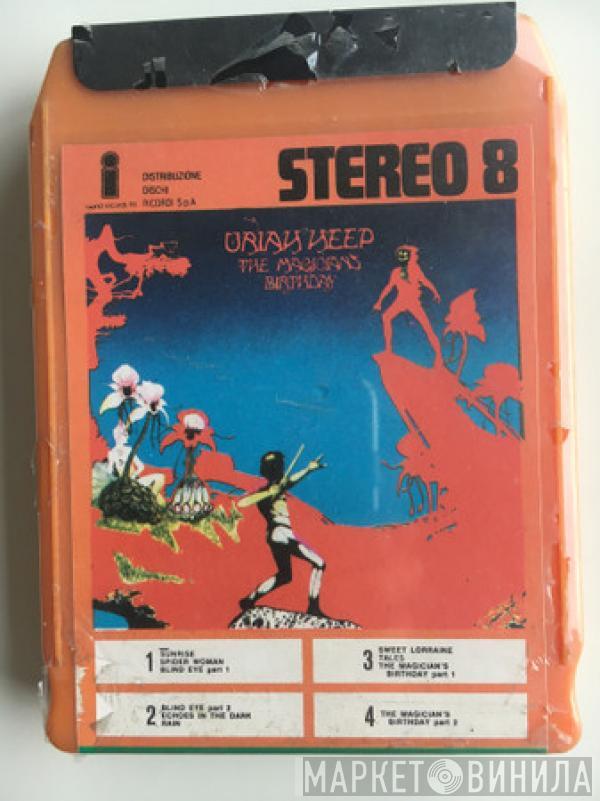 i
STEREO 8
DISTRIBUZIONE
DISCHI
RICORDI S.p.A
URIAH HEEP
THE MAGICIAN'S
BIRTHDAY
1
SUNRISE
SPIDER WOMAN
BLIND EYE part 1
2
BLIND EYE part 2
ECHOES IN THE DARK
RAIN
3
SWEET LORRAINE
TALES
THE MAGICIAN'S
BIRTHDAY part 1
4
THE MAGICIAN'S
BIRTHDAY part 2
МАРКЕТ ВИНИЛА